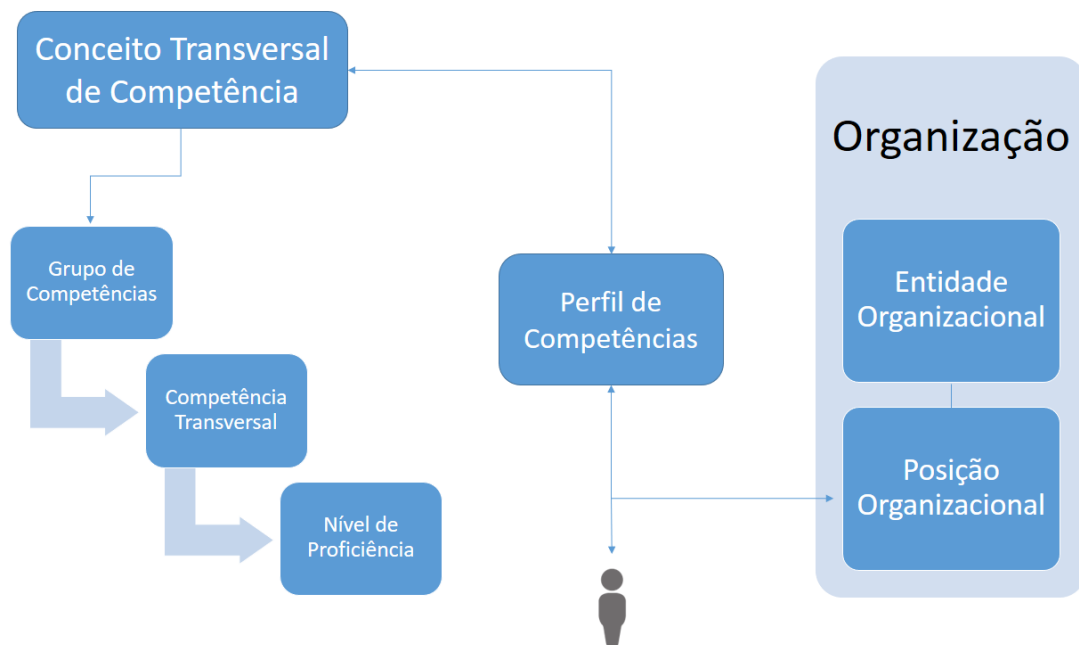 Conceito Transversal
de Competência
Organização
Grupo de
Competências
Perfil de
Competências
Entidade
Organizacional
Competência
Transversal
Posição
Organizacional
Nível de
Proficiência